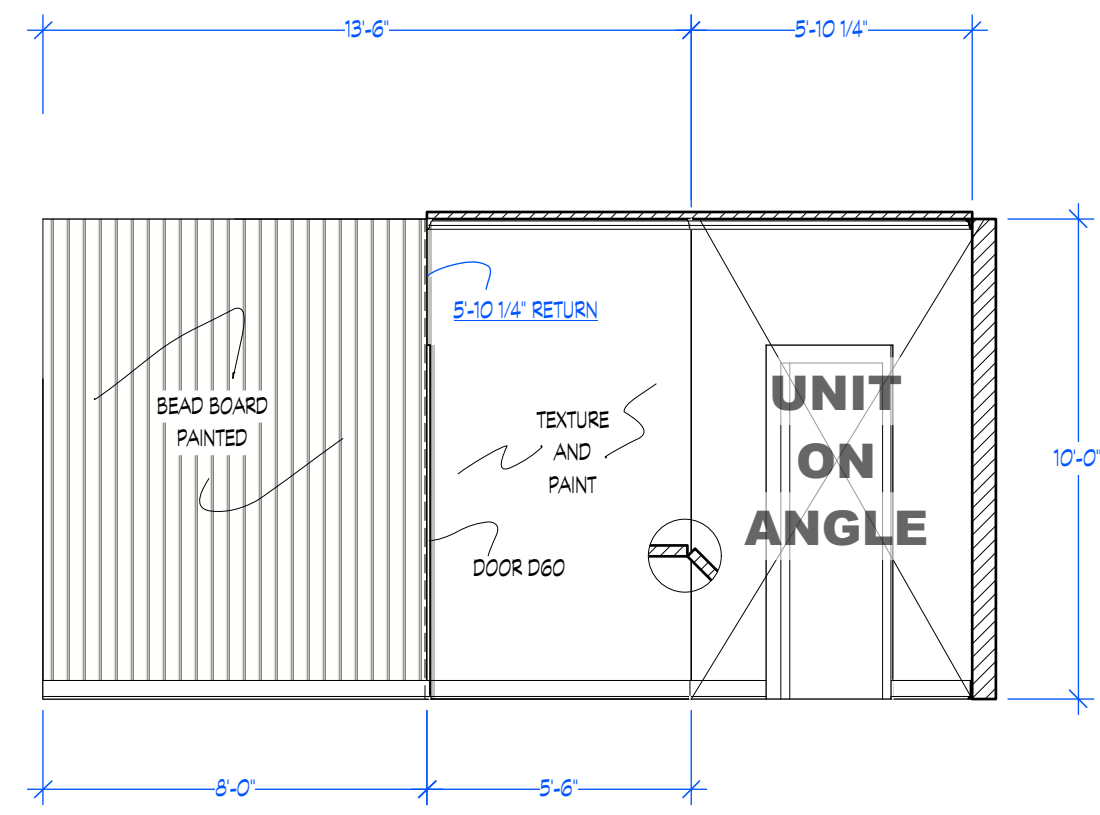 13'-6"
5'-10 1/4"
5'-10 1/4" RETURN
BEAD BOARD
PAINTED
TEXTURE
AND
PAINT
UNIT
ON
ANGLE
10'-0"
DOOR D60
8'-0"
5'-6"